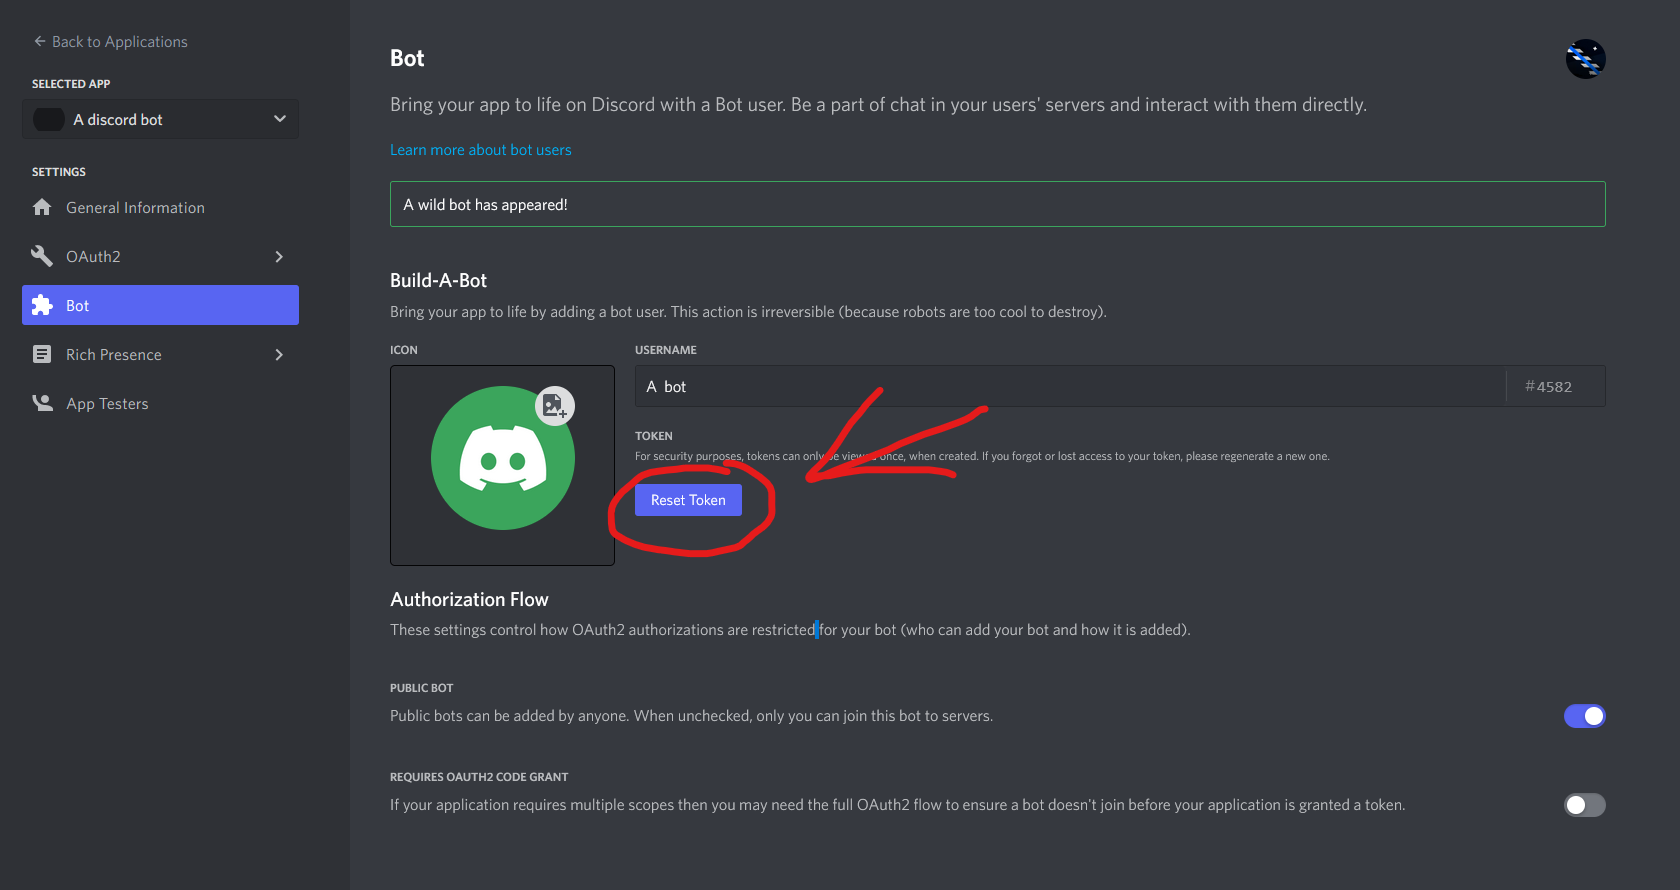 Back to Applications
SELECTED APP
A discord bot
SETTINGS
General Information
OAuth2
Bot
Rich Presence
App Testers
Bot
Bring your app to life on Discord with a Bot user. Be a part of chat in your users' servers and interact with them directly.
Learn more about bot users
A wild bot has appeared!
Build-A-Bot
Bring your app to life by adding a bot user. This action is irreversible (because robots are too cool to destroy).
ICON
USERNAME
A bot
#4582
TOKEN
For security purposes, tokens can only be viewed once, when created. If you forgot or lost access to your token, please regenerate a new one.
Reset Token
Authorization Flow
These settings control how OAuth2 authorizations are restricted for your bot (who can add your bot and how it is added).
PUBLIC BOT
Public bots can be added by anyone. When unchecked, only you can join this bot to servers.
REQUIRES OAUTH2 CODE GRANT
If your application requires multiple scopes then you may need the full OAuth2 flow to ensure a bot doesn't join before your application is granted a token.